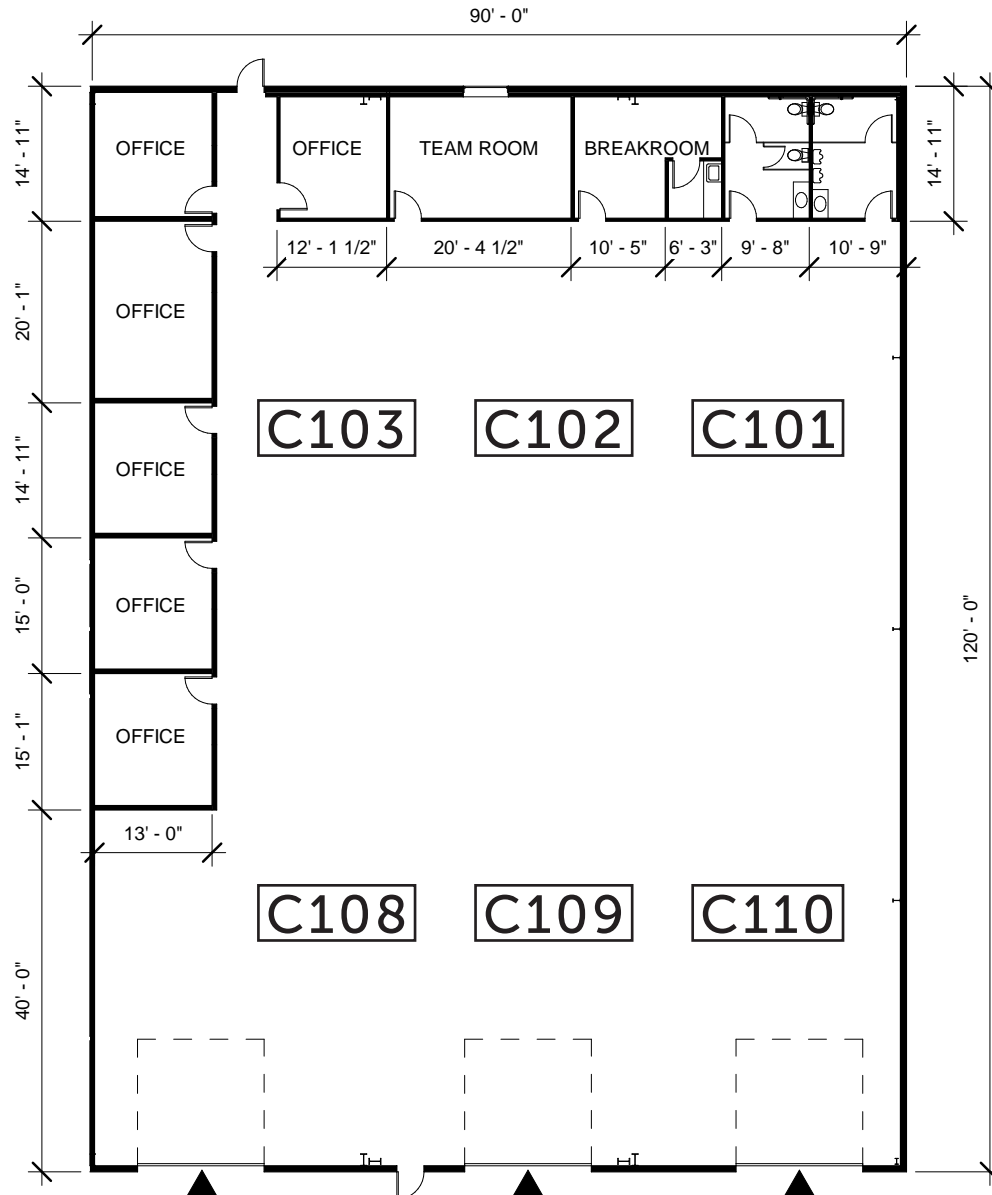 90' - 0"
14' - 11"
OFFICE
OFFICE
TEAM ROOM
BREAKROOM
14' - 11"
12' - 1 1/2"
20' - 4 1/2"
10' - 5"
6' - 3"
9' - 8"
10' - 9"
20' - 1"
OFFICE
C103
C102
C101
14' - 11"
OFFICE
15' - 0"
OFFICE
120' - 0"
15' - 1"
OFFICE
13' - 0"
C108
C109
C110
40' - 0"